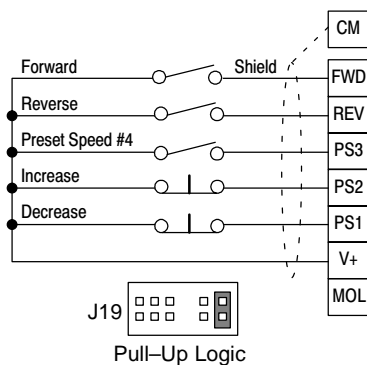 CM
Forward
Shield
FWD
Reverse
REV
Preset Speed #4
PS3
Increase
PS2
Decrease
PS1
V+
MOL
J19
Pull–Up Logic